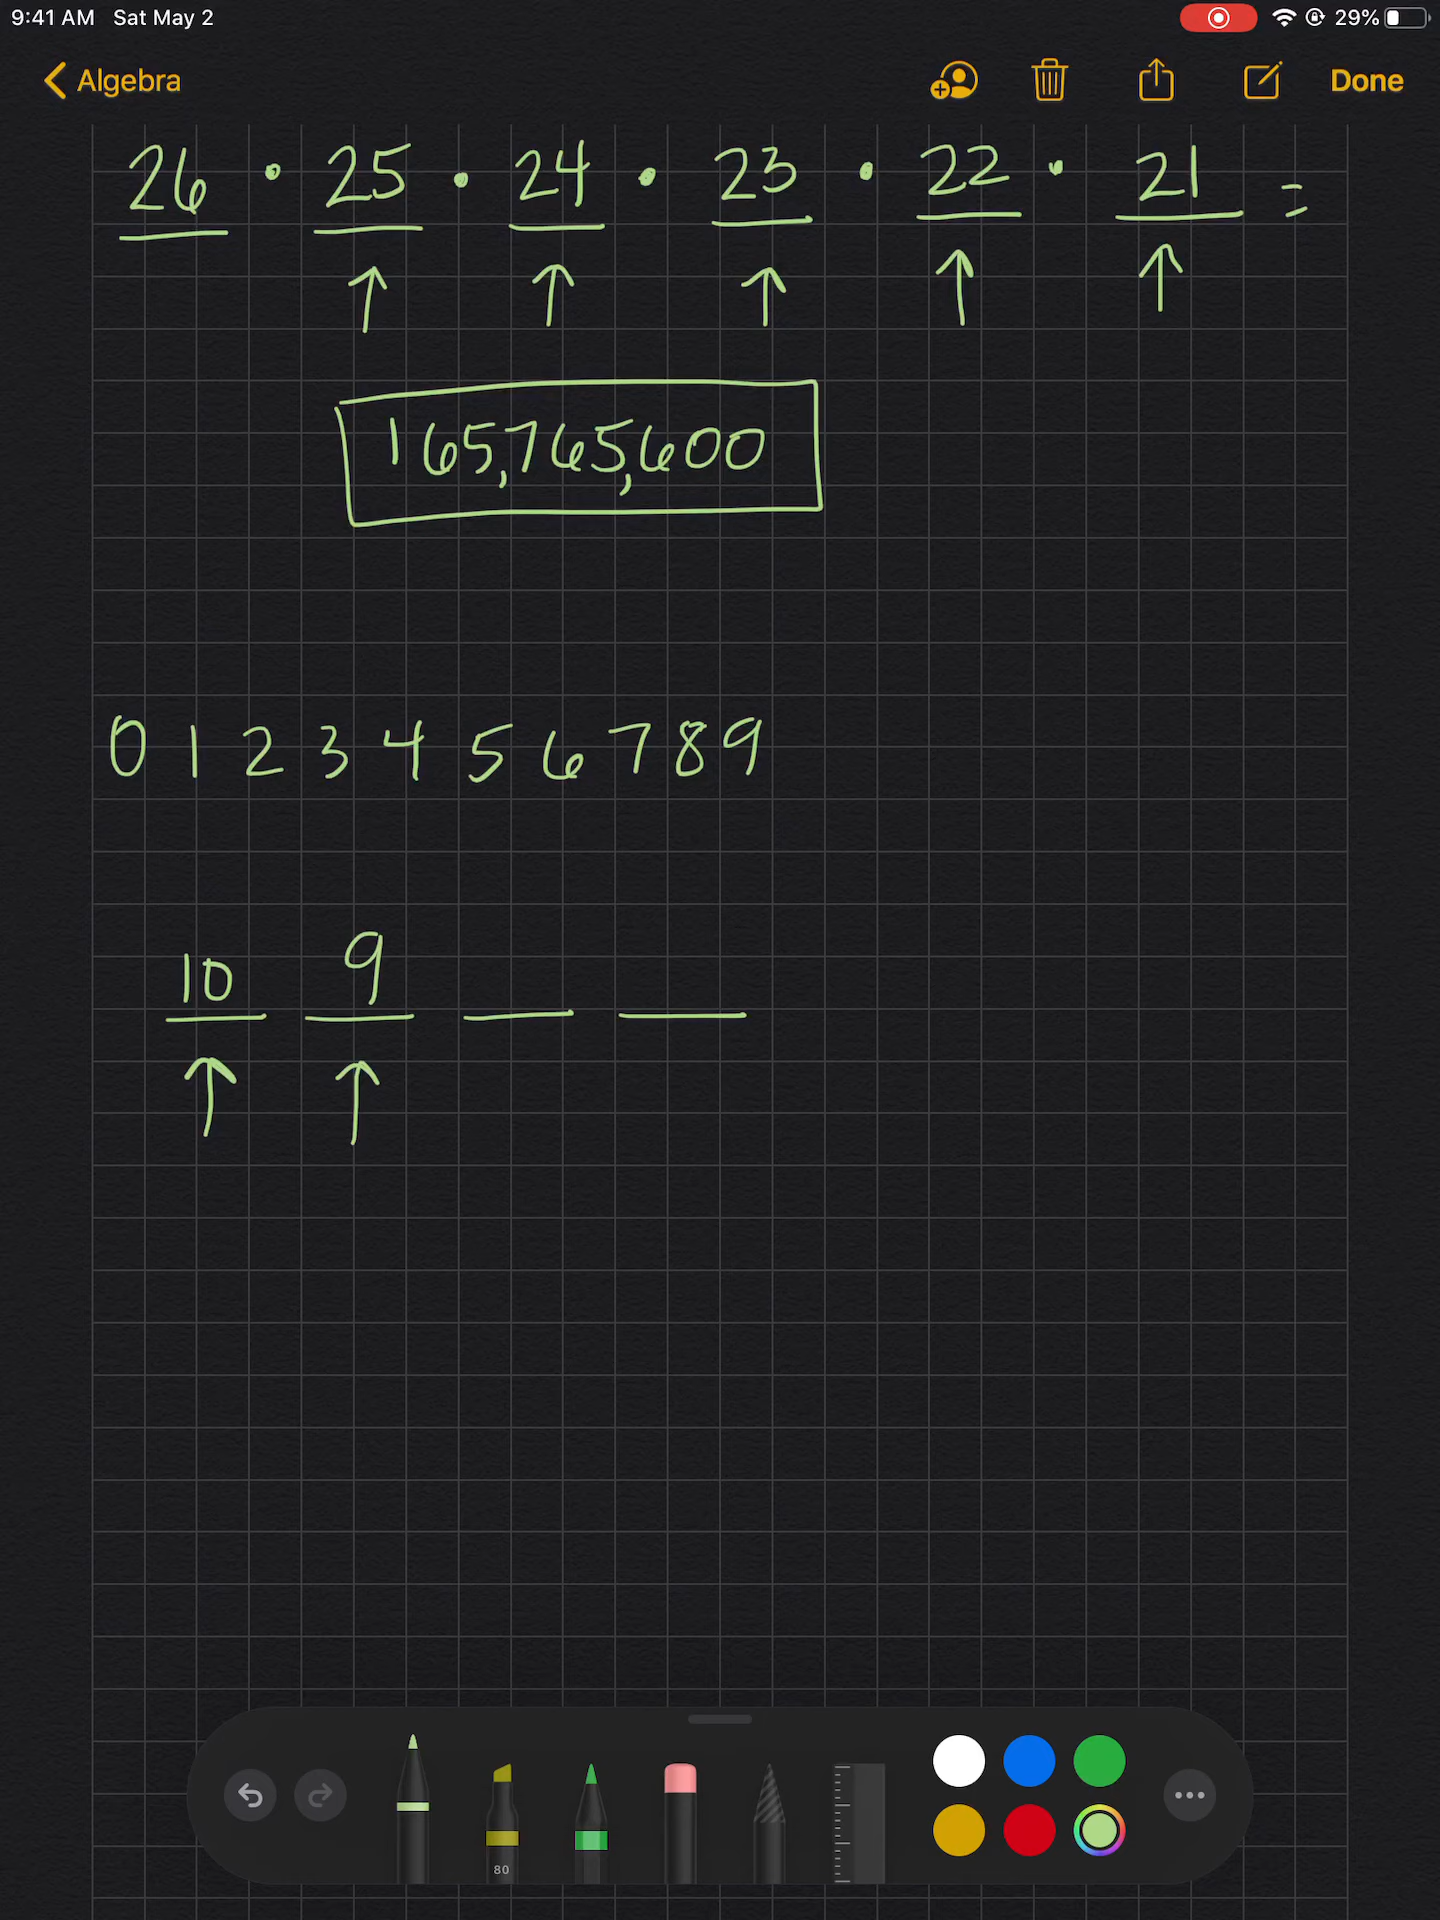 9:41 AM Sat May 2 29%
Algebra Done
26 · 25 · 24 · 23 · 22 · 21 =
↑ ↑ ↑ ↑ ↑
165,765,600
0 1 2 3 4 5 6 7 8 9
10 9
↑ ↑
80